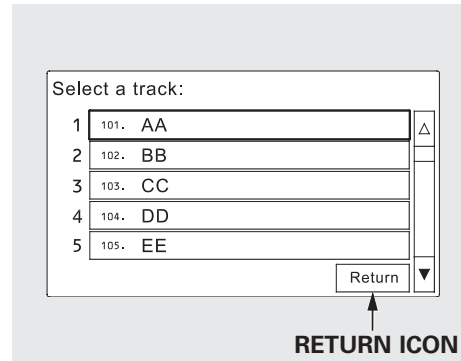 Select a track:
1 101. AA
2 102. BB
3 103. CC
4 104. DD
5 105. EE
Return
RETURN ICON